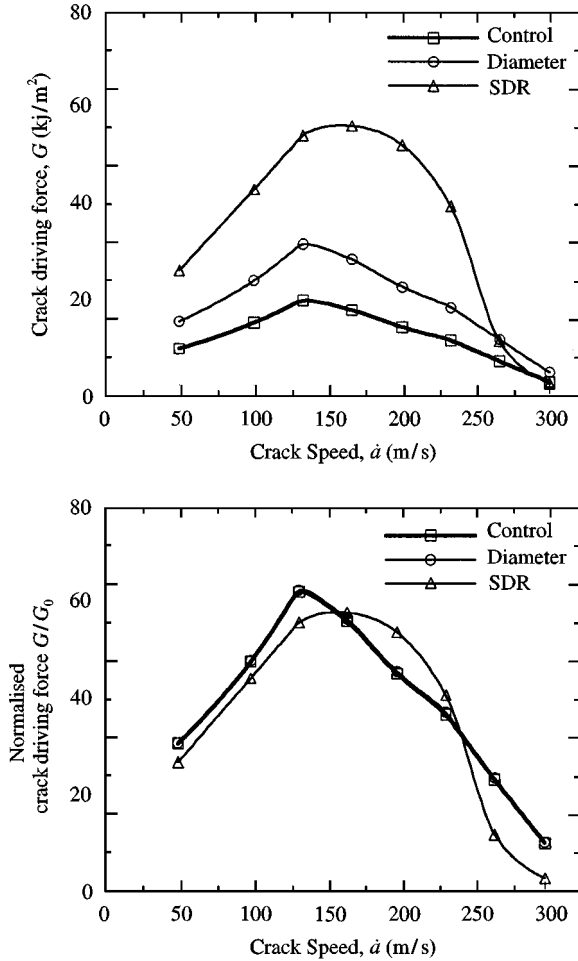 80
60
40
20
0
Crack driving force, G (kj/m²)
Control
Diameter
SDR
0 50 100 150 200 250 300
Crack Speed, ȧ (m/s)
80
60
40
20
0
Normalised
crack driving force G/G₀
Control
Diameter
SDR
0 50 100 150 200 250 300
Crack Speed, ȧ (m/s)